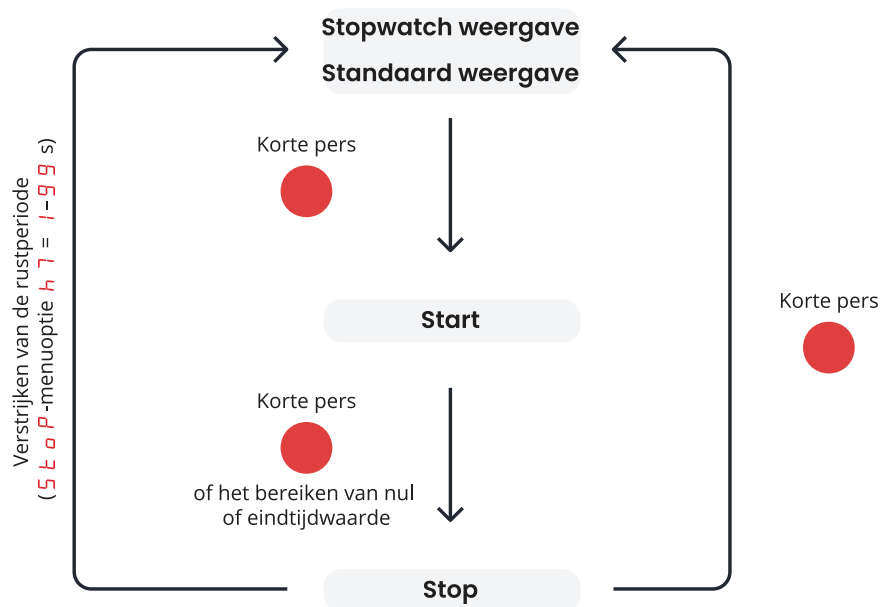 Stopwatch weergave
Standaard weergave
Korte pers
Verstrijken van de rustperiode
(StoP-menuoptie h7 = 1-99 s)
Start
Korte pers
Korte pers
of het bereiken van nul
of eindtijdwaarde
Stop